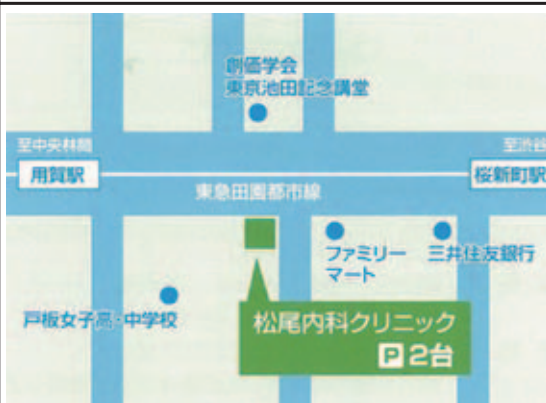 創価学会
東京池田記念講堂
至中央林間
至渋谷
用賀駅
桜新町駅
東急田園都市線
ファミリー
マート
三井住友銀行
戸板女子高・中学校
松尾内科クリニック
P 2台